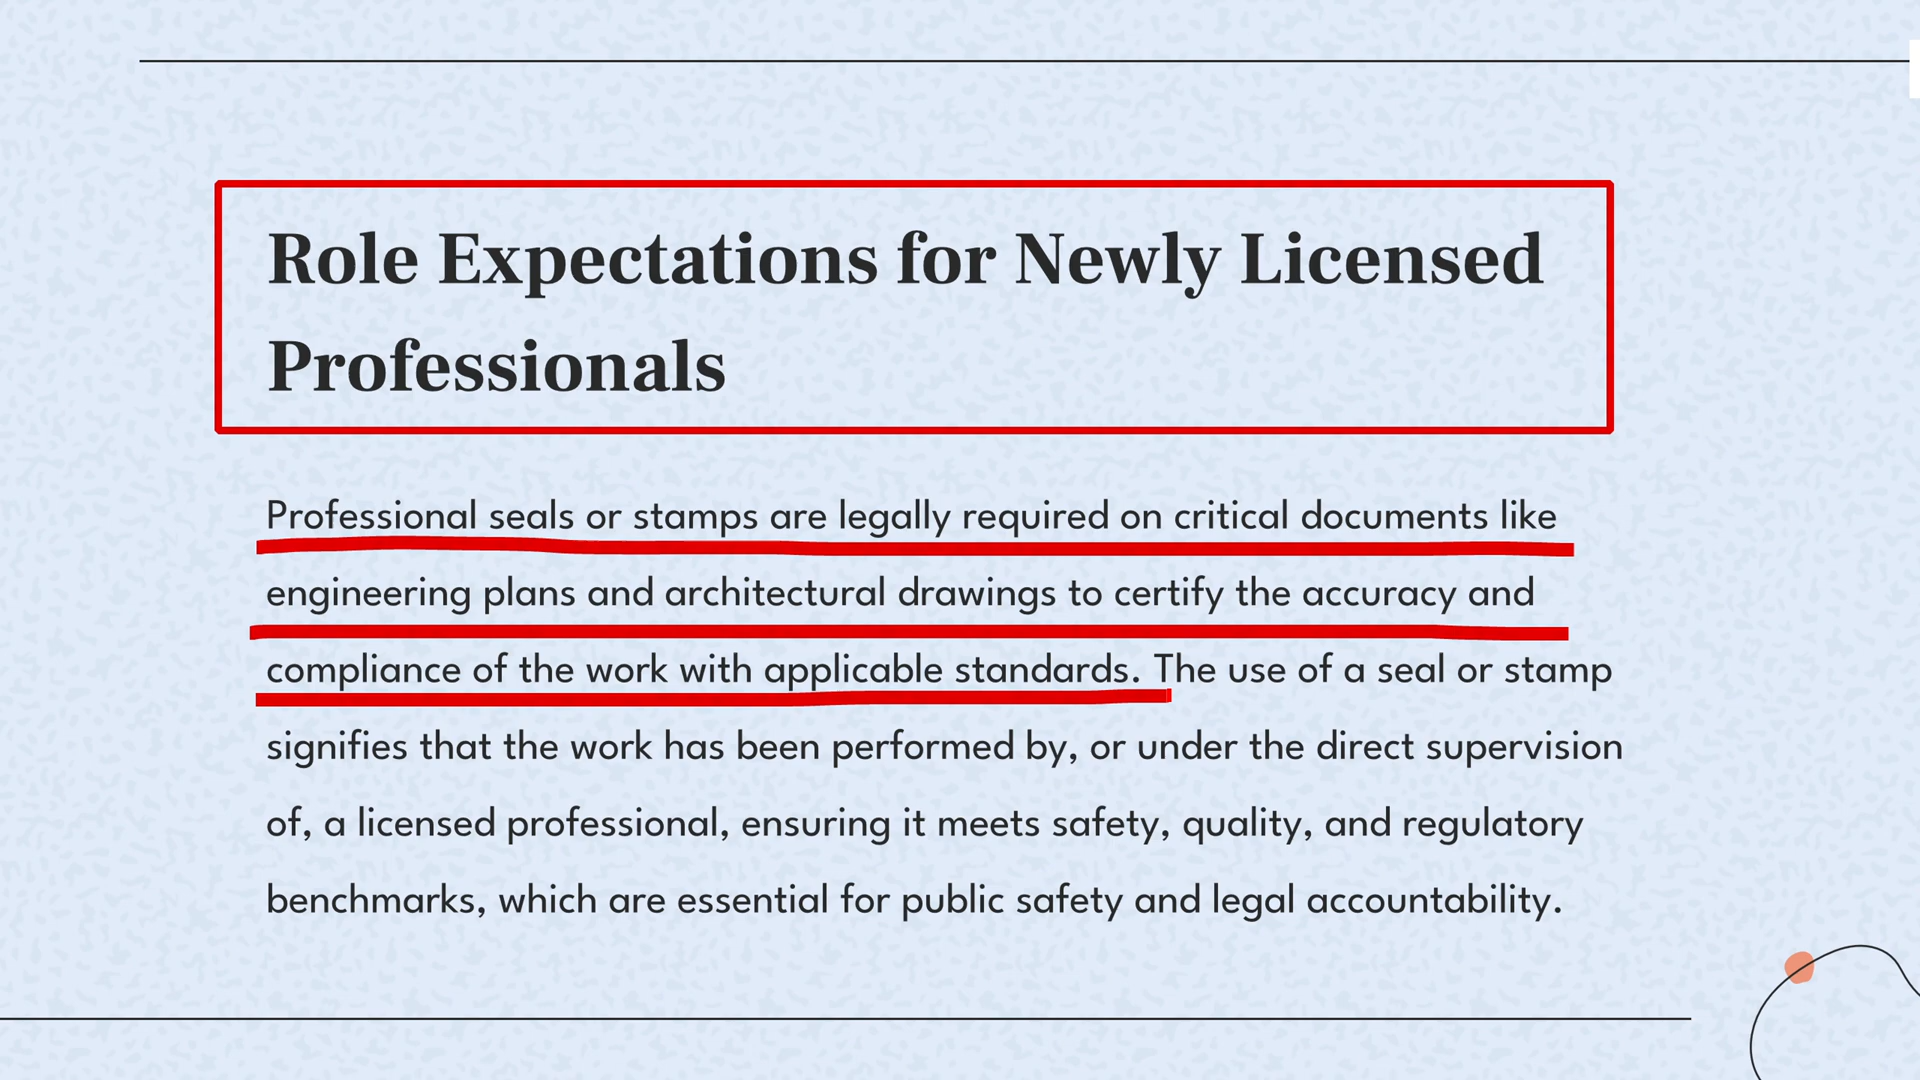 Role Expectations for Newly Licensed
Professionals
Professional seals or stamps are legally required on critical documents like
engineering plans and architectural drawings to certify the accuracy and
compliance of the work with applicable standards. The use of a seal or stamp
signifies that the work has been performed by, or under the direct supervision
of, a licensed professional, ensuring it meets safety, quality, and regulatory
benchmarks, which are essential for public safety and legal accountability.